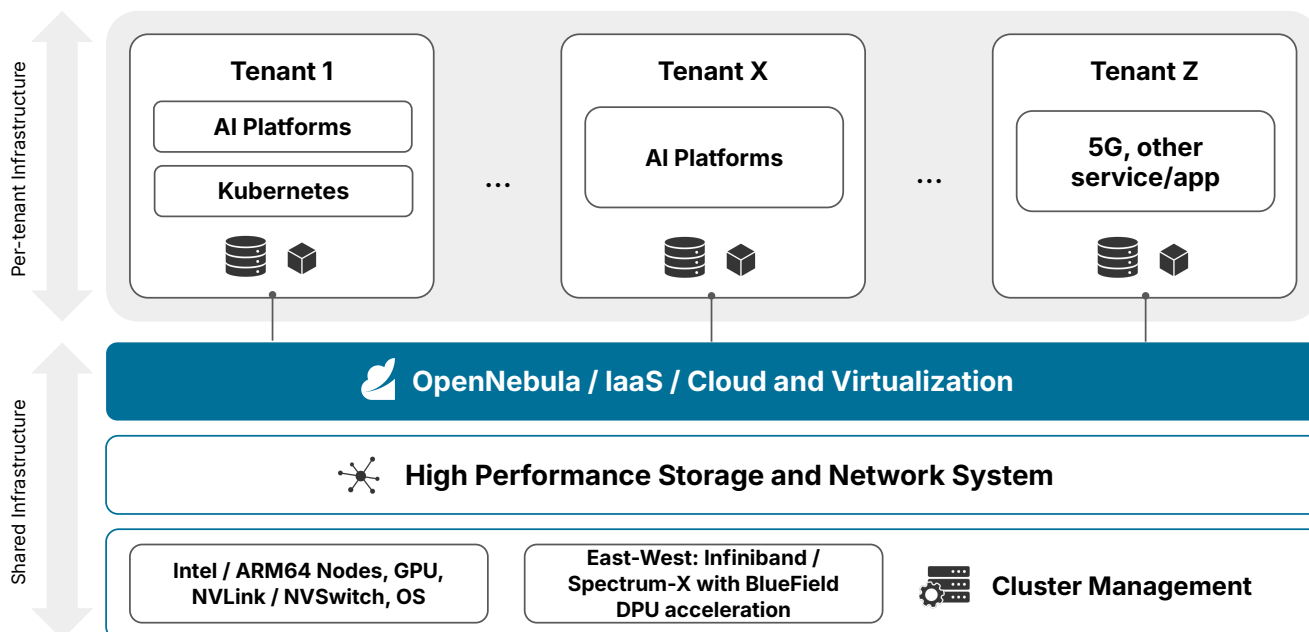 Per-tenant Infrastructure
Tenant 1
AI Platforms
Kubernetes
...
Tenant X
AI Platforms
...
Tenant Z
5G, other
service/app
Shared Infrastructure
OpenNebula / IaaS / Cloud and Virtualization
High Performance Storage and Network System
Intel / ARM64 Nodes, GPU,
NVLink / NVSwitch, OS
East-West: Infiniband /
Spectrum-X with BlueField
DPU acceleration
Cluster Management